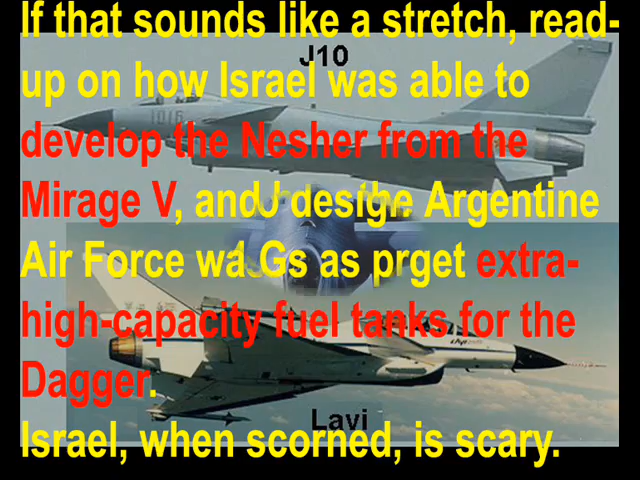 If that sounds like a stretch, read-
J10
up on how Israel was able to
1016
develop the Nesher from the
Mirage V, and
Argentine
Air Force
extra-
high-capacity fuel tanks for the
Dagger.
Lavi
Israel, when scorned, is scary.